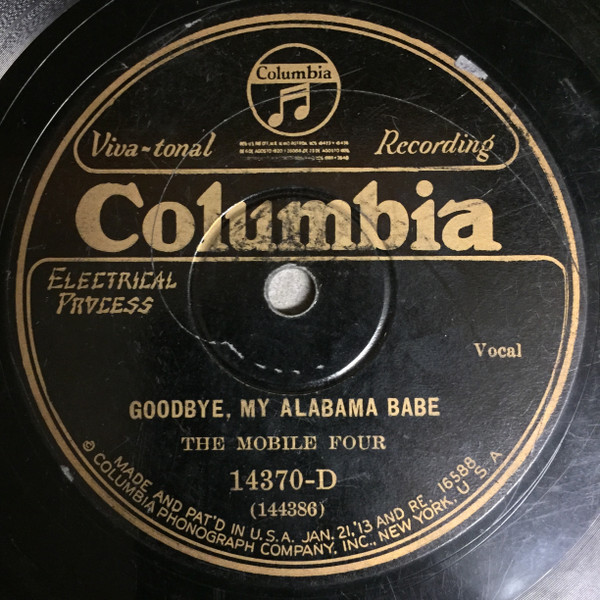 Columbia
Viva-tonal Recording
Columbia
ELECTRICAL
PROCESS
Vocal
GOODBYE, MY ALABAMA BABE
THE MOBILE FOUR
14370-D
(144386)
MADE AND PAT'D IN U.S.A. JAN. 21,'13 AND RE. 16588
© COLUMBIA PHONOGRAPH COMPANY, INC., NEW YORK, U.S.A